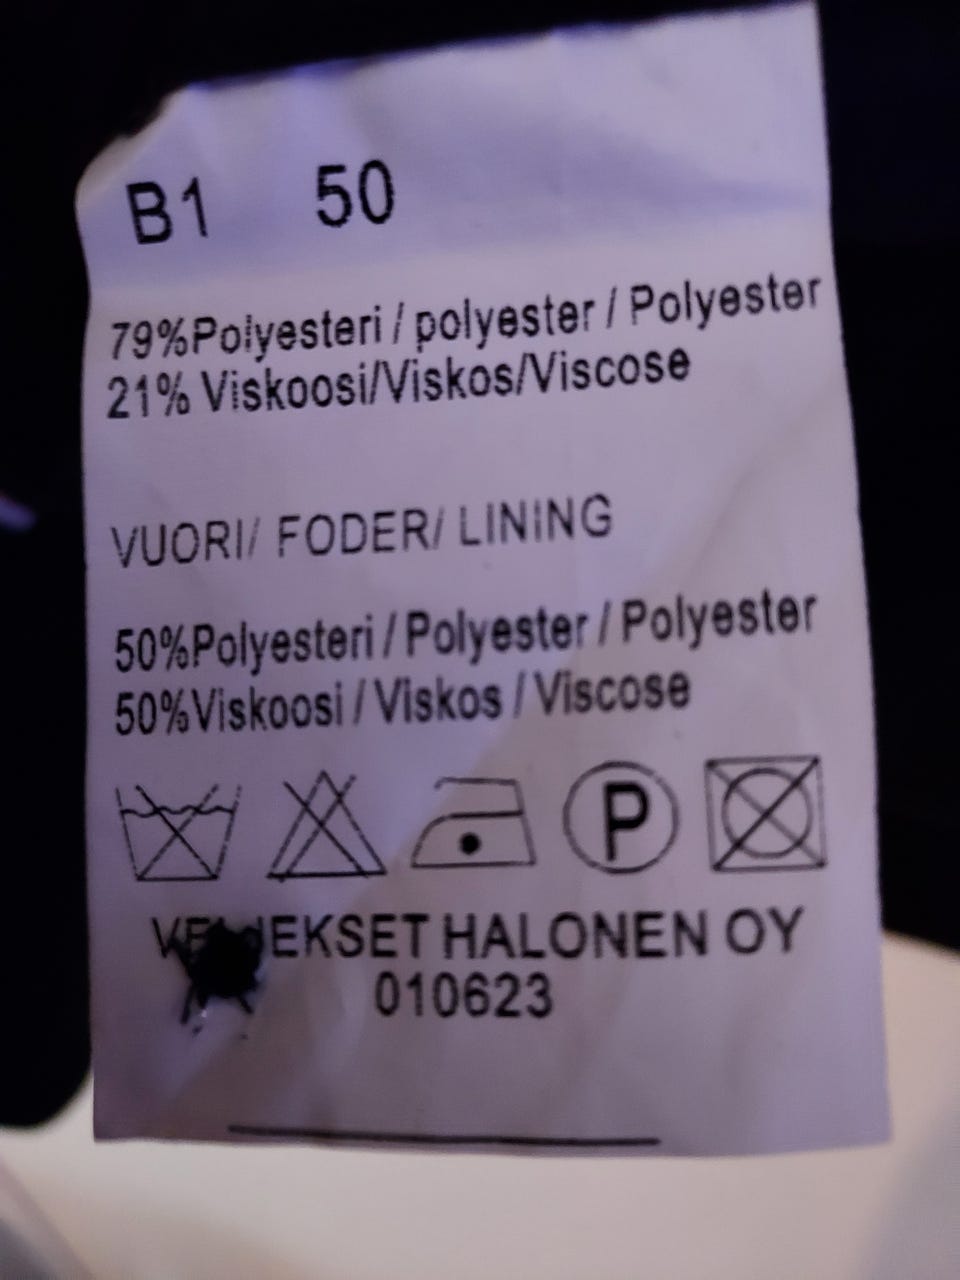 B1 50
79%Polyesteri / polyester / Polyester
21% Viskoosi/Viskos/Viscose
VUORI/ FODER/ LINING
50%Polyesteri / Polyester / Polyester
50%Viskoosi / Viskos / Viscose
P
HALONEN OY
010623